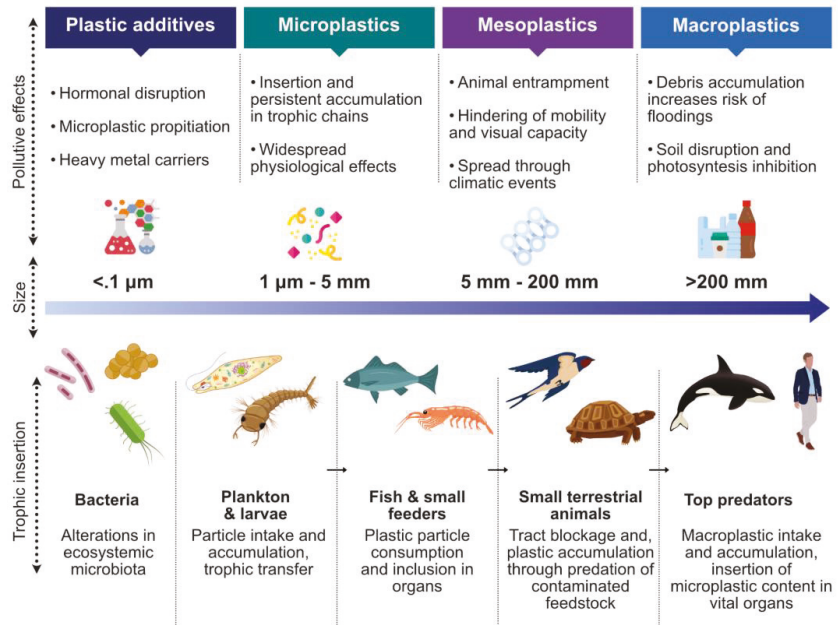 Plastic additives
Microplastics
Mesoplastics
Macroplastics
Pollutive effects
• Hormonal disruption
• Microplastic propitiation
• Heavy metal carriers
• Insertion and
persistent accumulation
in trophic chains
• Widespread
physiological effects
• Animal entrampment
• Hindering of mobility
and visual capacity
• Spread through
climatic events
• Debris accumulation
increases risk of
floodings
• Soil disruption and
photosyntesis inhibition
Size
<.1 µm
1 µm - 5 mm
5 mm - 200 mm
>200 mm
Trophic insertion
Bacteria
Alterations in
ecosystemic
microbiota
Plankton
& larvae
Particle intake and
accumulation,
trophic transfer
Fish & small
feeders
Plastic particle
consumption
and inclusion in
organs
Small terrestrial
animals
Tract blockage and,
plastic accumulation
through predation of
contaminated
feedstock
Top predators
Macroplastic intake
and accumulation,
insertion of
microplastic content in
vital organs